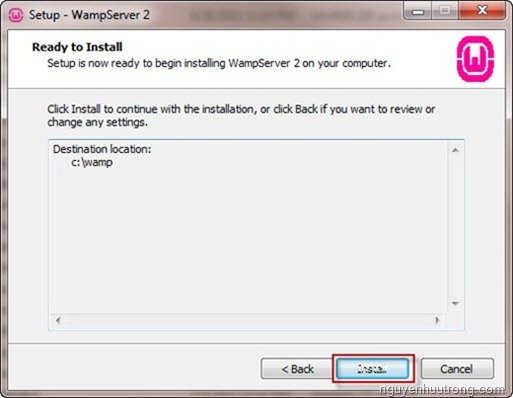 Setup - WampServer 2
Ready to Install
Setup is now ready to begin installing WampServer 2 on your computer.
Click Install to continue with the installation, or click Back if you want to review or
change any settings.
Destination location:
c:\wamp
< Back
Install
Cancel
nguyenhuutrong.com